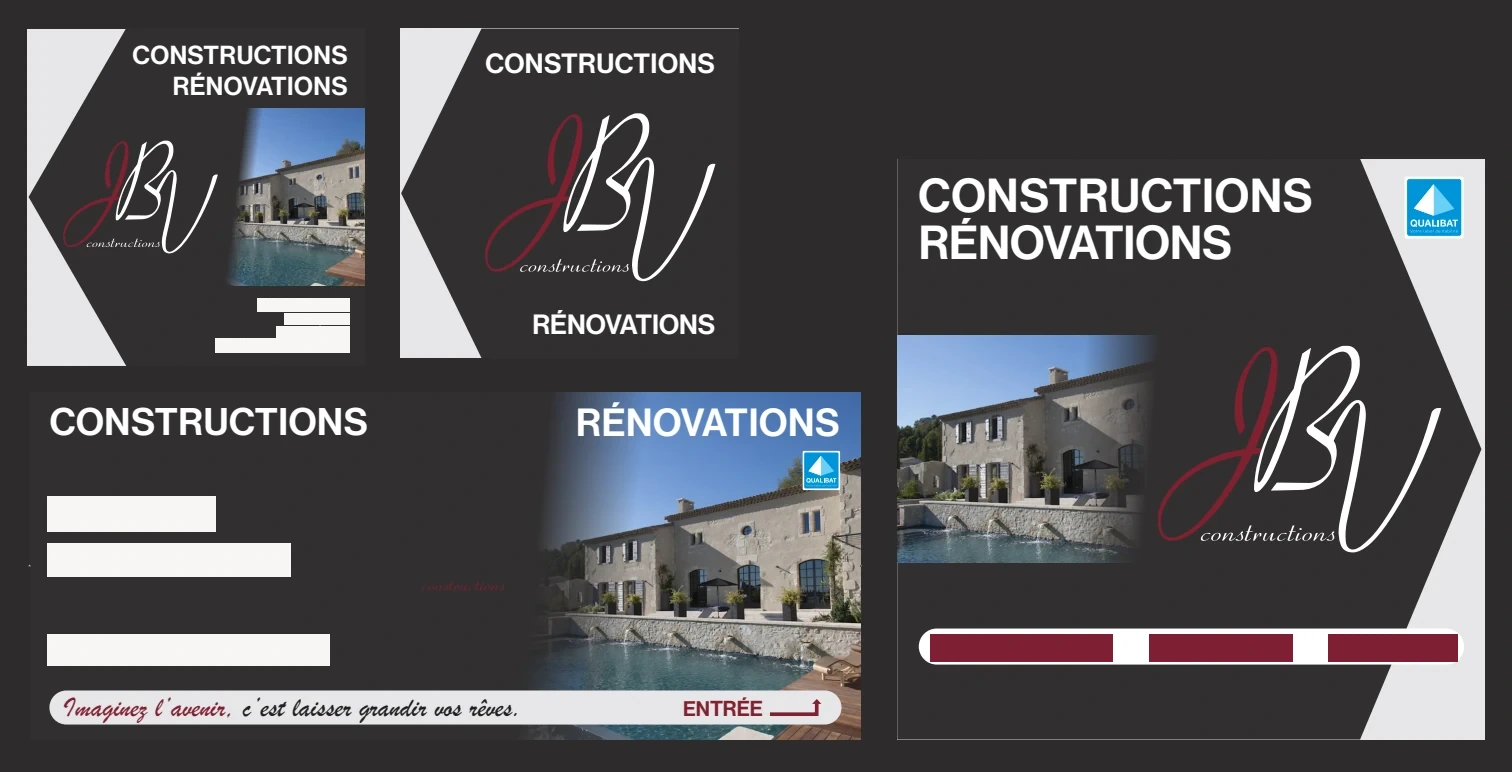 CONSTRUCTIONS
RÉNOVATIONS
JBV
constructions
CONSTRUCTIONS
JBV
constructions
RÉNOVATIONS
CONSTRUCTIONS
RÉNOVATIONS
QUALIBAT
constructions
Imaginez l'avenir, c'est laisser grandir vos rêves.
ENTRÉE
CONSTRUCTIONS
RÉNOVATIONS
QUALIBAT
JBV
constructions